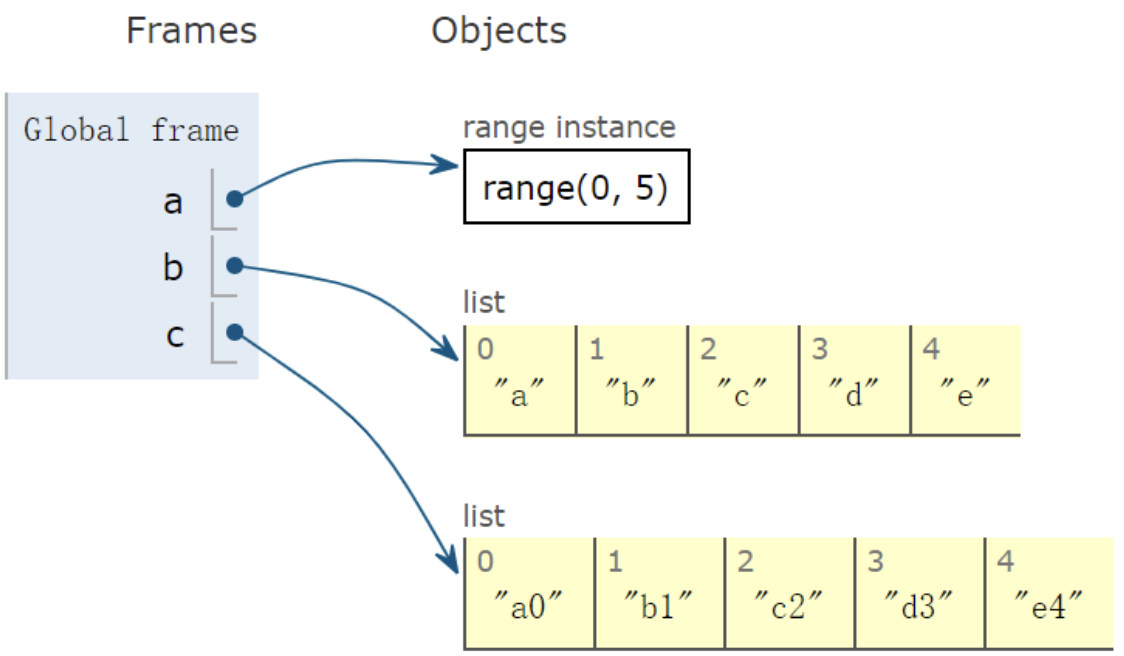 Frames Objects
Global frame
a
b
c
range instance
range(0, 5)
list
0 1 2 3 4
"a" "b" "c" "d" "e"
list
0 1 2 3 4
"a0" "b1" "c2" "d3" "e4"